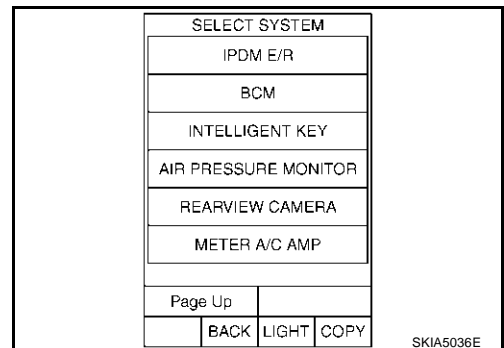 SELECT SYSTEM
IPDM E/R
BCM
INTELLIGENT KEY
AIR PRESSURE MONITOR
REARVIEW CAMERA
METER A/C AMP
Page Up
BACK LIGHT COPY
SKIA5036E